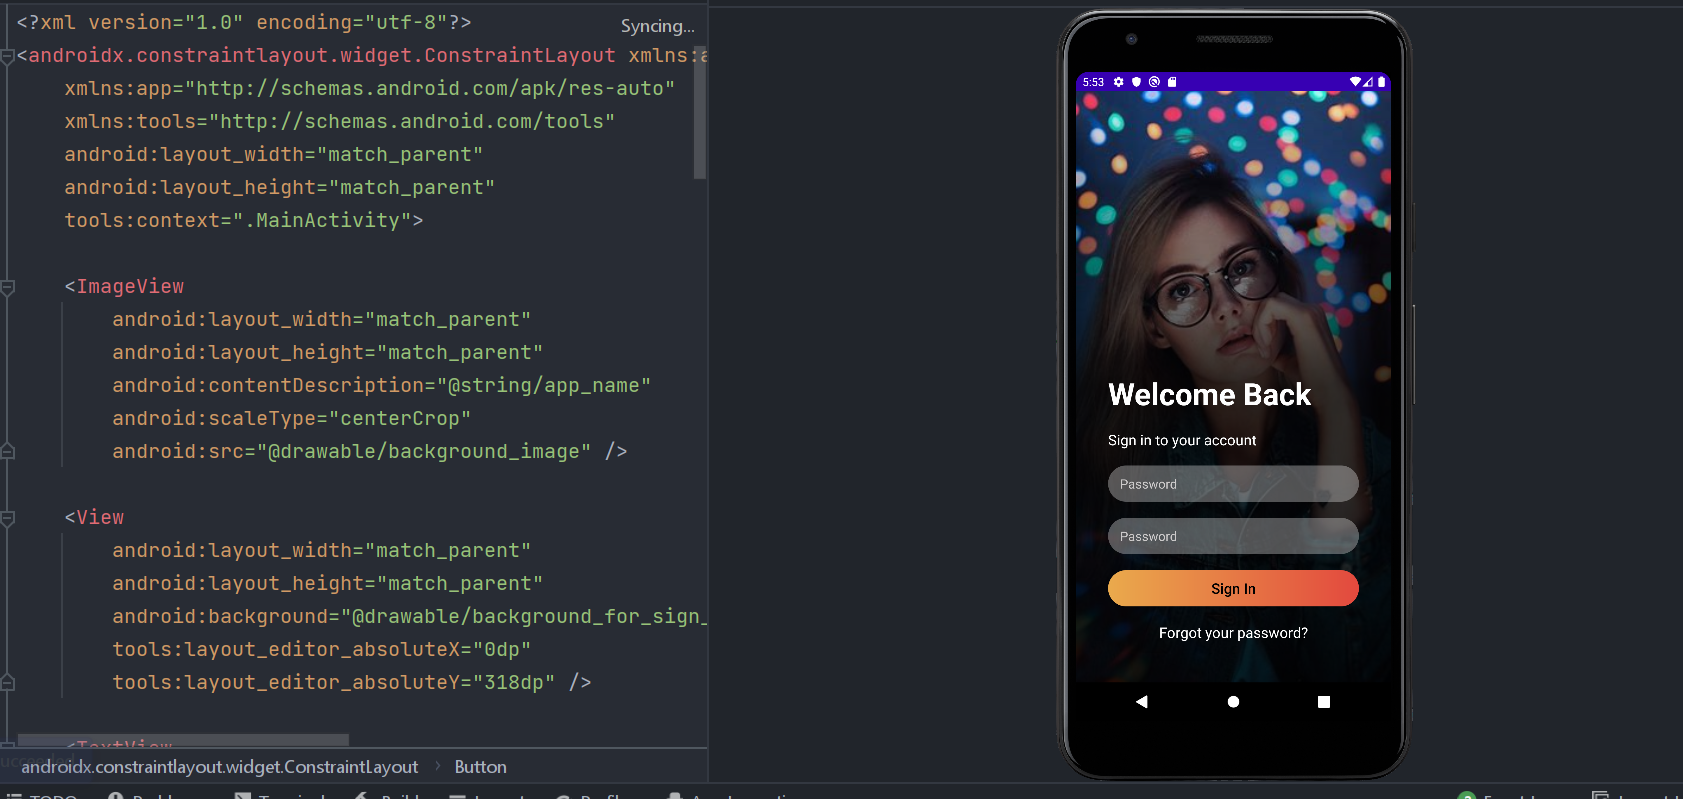 <?xml version="1.0" encoding="utf-8"?>
Syncing...
<androidx.constraintlayout.widget.ConstraintLayout xmlns:a
xmlns:app="http://schemas.android.com/apk/res-auto"
xmlns:tools="http://schemas.android.com/tools"
android:layout_width="match_parent"
android:layout_height="match_parent"
tools:context=".MainActivity">
<ImageView
android:layout_width="match_parent"
android:layout_height="match_parent"
android:contentDescription="@string/app_name"
android:scaleType="centerCrop"
android:src="@drawable/background_image" />
<View
android:layout_width="match_parent"
android:layout_height="match_parent"
android:background="@drawable/background_for_sign_
tools:layout_editor_absoluteX="0dp"
tools:layout_editor_absoluteY="318dp" />
<TextView
androidx.constraintlayout.widget.ConstraintLayout > Button
TODO
5:53
Welcome Back
Sign in to your account
Password
Password
Sign In
Forgot your password?